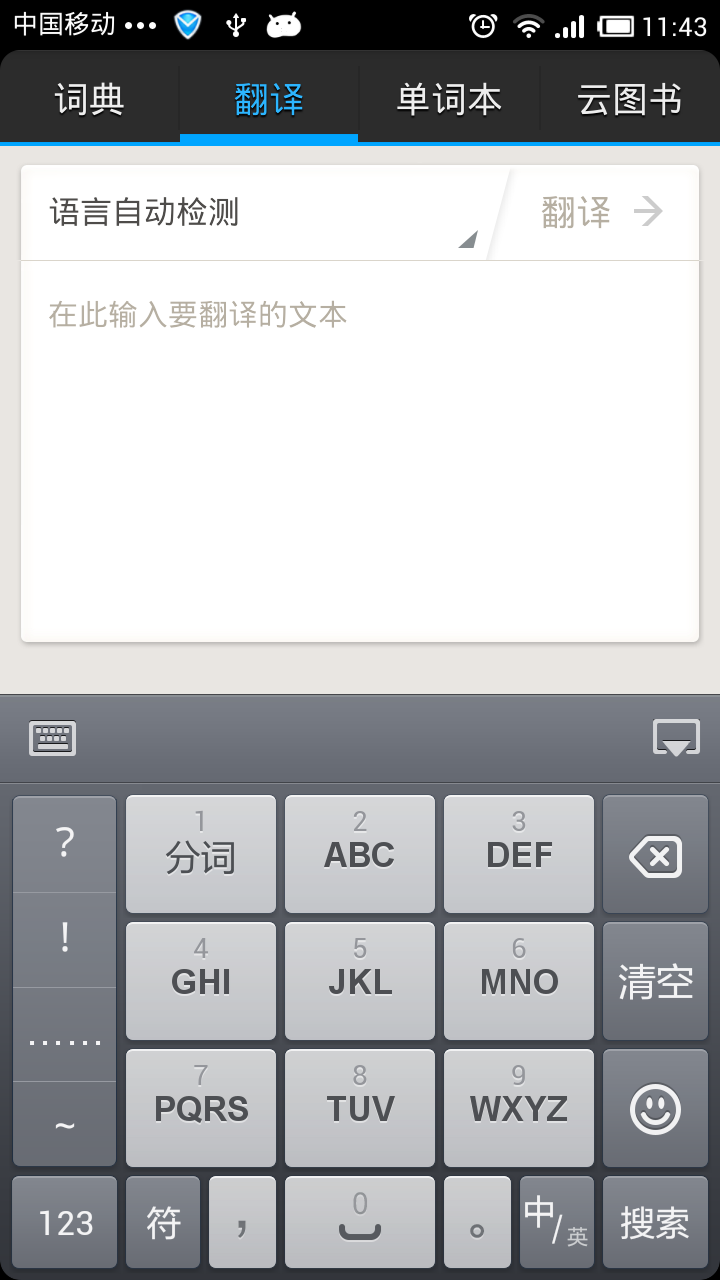 中国移动 ••• 11:43
词典 翻译 单词本 云图书
语言自动检测 翻译
在此输入要翻译的文本
? 1 分词 2 ABC 3 DEF
! 4 GHI 5 JKL 6 MNO 清空
…… 7 PQRS 8 TUV 9 WXYZ
~
123 符 ， 0 。 中/英 搜索